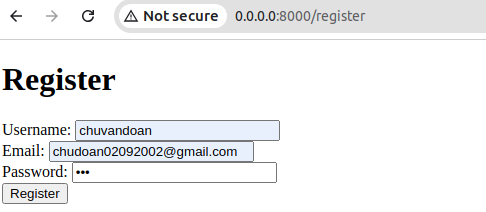 Not secure 0.0.0.0:8000/register
Register
Username: chuvandoan
Email: chudoan02092002@gmail.com
Password: •••
Register